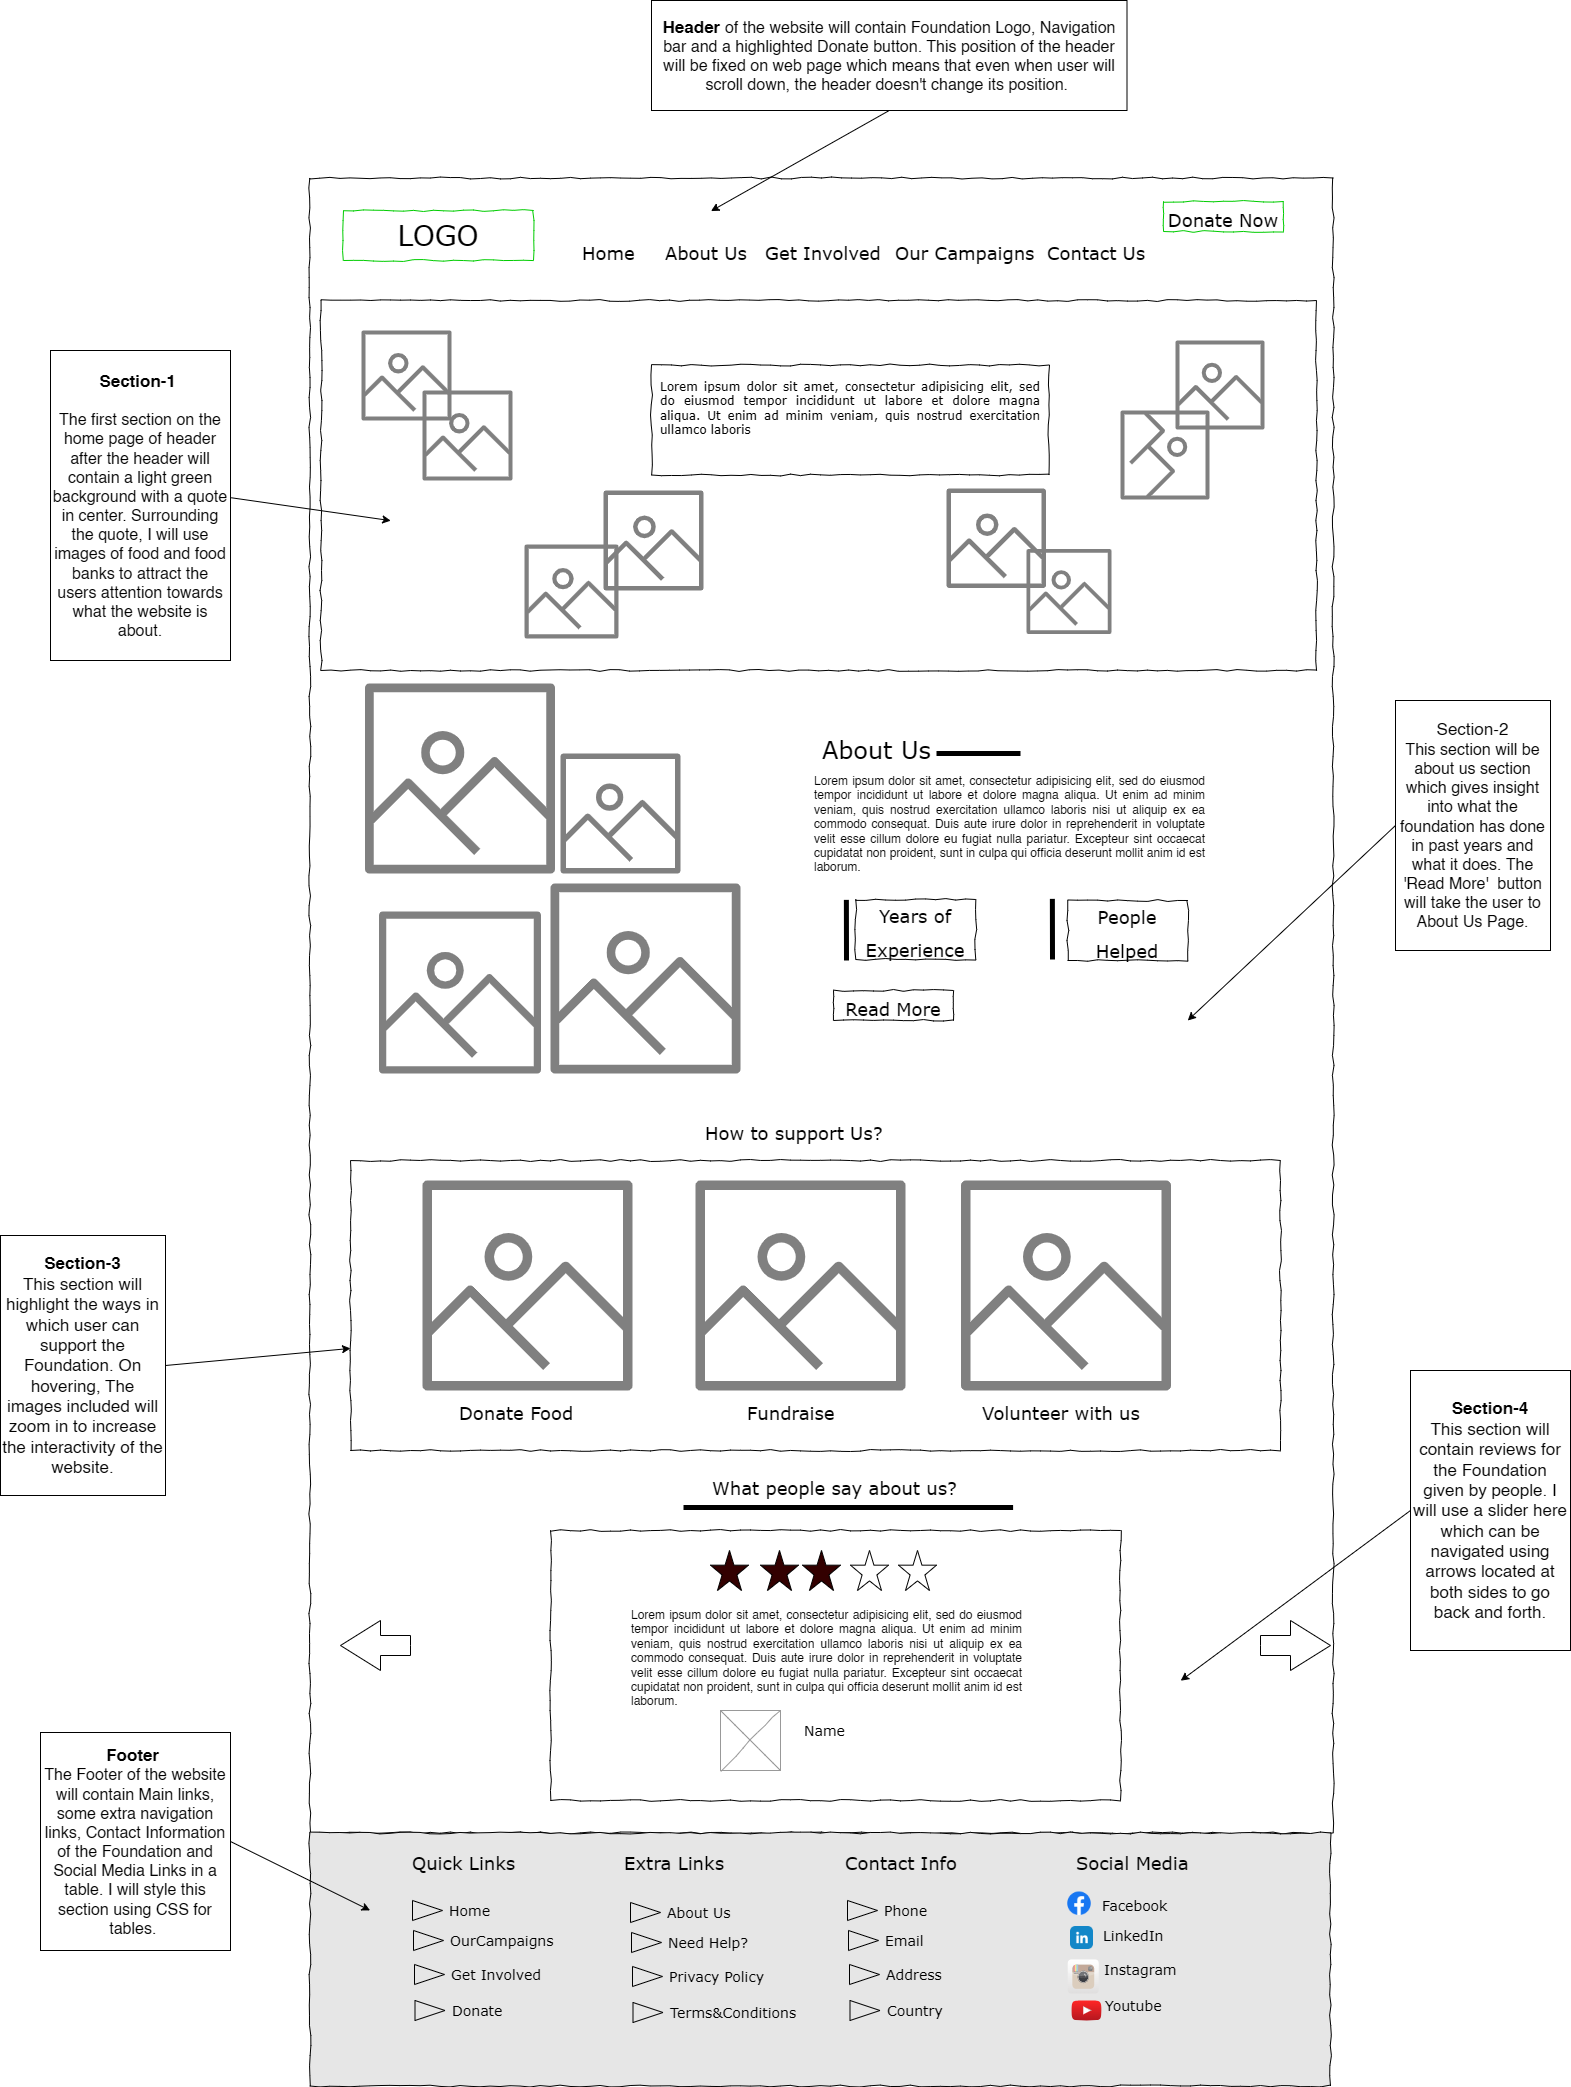 Header of the website will contain Foundation Logo, Navigation
bar and a highlighted Donate button. This position of the header
will be fixed on web page which means that even when user will
scroll down, the header doesn't change its position.
LOGO
Donate Now
Home About Us Get Involved Our Campaigns Contact Us
Section-1
The first section on the
home page of header
after the header will
contain a light green
background with a quote
in center. Surrounding
the quote, I will use
images of food and food
banks to attract the
users attention towards
what the website is
about.
Lorem ipsum dolor sit amet, consectetur adipisicing elit, sed
do eiusmod tempor incididunt ut labore et dolore magna
aliqua. Ut enim ad minim veniam, quis nostrud exercitation
ullamco laboris
Section-2
This section will be
about us section
which gives insight
into what the
foundation has done
in past years and
what it does. The
'Read More' button
will take the user to
About Us Page.
About Us
Lorem ipsum dolor sit amet, consectetur adipisicing elit, sed do eiusmod
tempor incididunt ut labore et dolore magna aliqua. Ut enim ad minim
veniam, quis nostrud exercitation ullamco laboris nisi ut aliquip ex ea
commodo consequat. Duis aute irure dolor in reprehenderit in voluptate
velit esse cillum dolore eu fugiat nulla pariatur. Excepteur sint occaecat
cupidatat non proident, sunt in culpa qui officia deserunt mollit anim id est
laborum.
Years of
Experience
People
Helped
Read More
How to support Us?
Section-3
This section will
highlight the ways in
which user can
support the
Foundation. On
hovering, The
images included will
zoom in to increase
the interactivity of the
website.
Donate Food
Fundraise
Volunteer with us
Section-4
This section will
contain reviews for
the Foundation
given by people. I
will use a slider here
which can be
navigated using
arrows located at
both sides to go
back and forth.
What people say about us?
Lorem ipsum dolor sit amet, consectetur adipisicing elit, sed do eiusmod
tempor incididunt ut labore et dolore magna aliqua. Ut enim ad minim
veniam, quis nostrud exercitation ullamco laboris nisi ut aliquip ex ea
commodo consequat. Duis aute irure dolor in reprehenderit in voluptate
velit esse cillum dolore eu fugiat nulla pariatur. Excepteur sint occaecat
cupidatat non proident, sunt in culpa qui officia deserunt mollit anim id est
laborum.
Name
Footer
The Footer of the website
will contain Main links,
some extra navigation
links, Contact Information
of the Foundation and
Social Media Links in a
table. I will style this
section using CSS for
tables.
Quick Links
Home
OurCampaigns
Get Involved
Donate
Extra Links
About Us
Need Help?
Privacy Policy
Terms&Conditions
Contact Info
Phone
Email
Address
Country
Social Media
Facebook
in LinkedIn
Instagram
Youtube